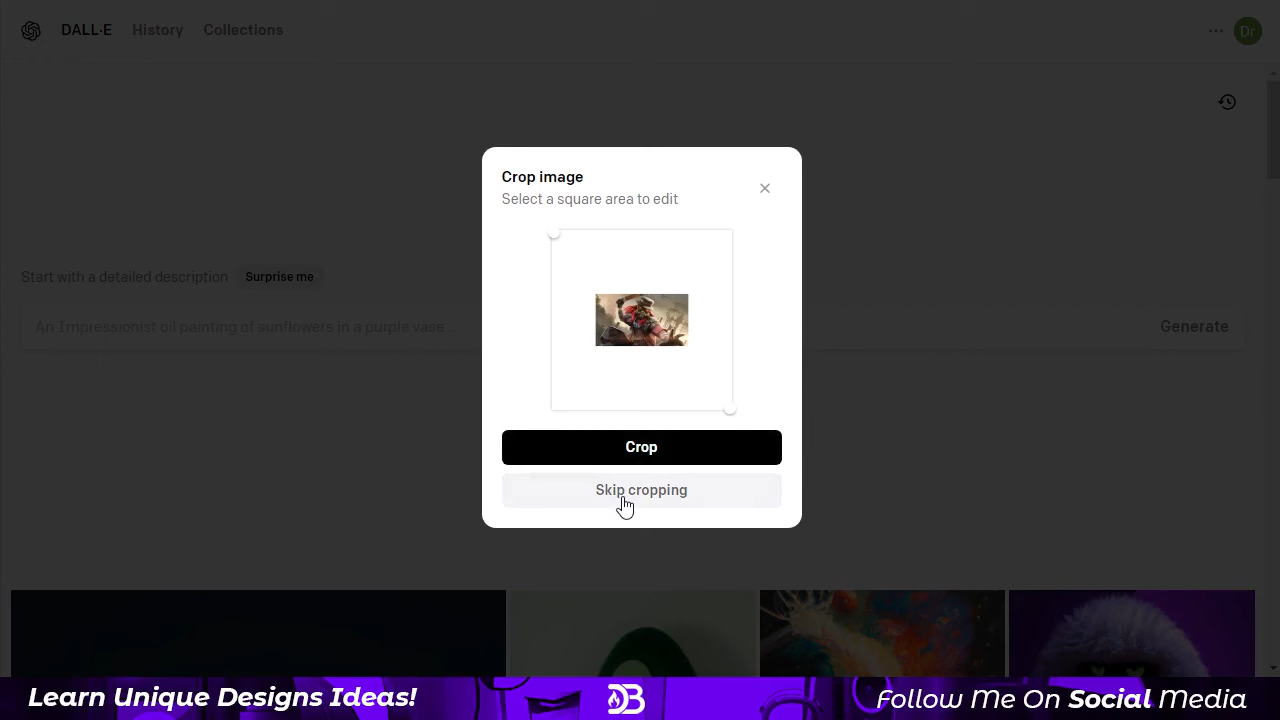 DALL·E History Collections
Dr
Crop image
Select a square area to edit
Start with a detailed description Surprise me
An Impressionist oil painting of sunflowers in a purple vase... Generate
Crop
Skip cropping
Learn Unique Designs Ideas! DB Follow Me On Social Media